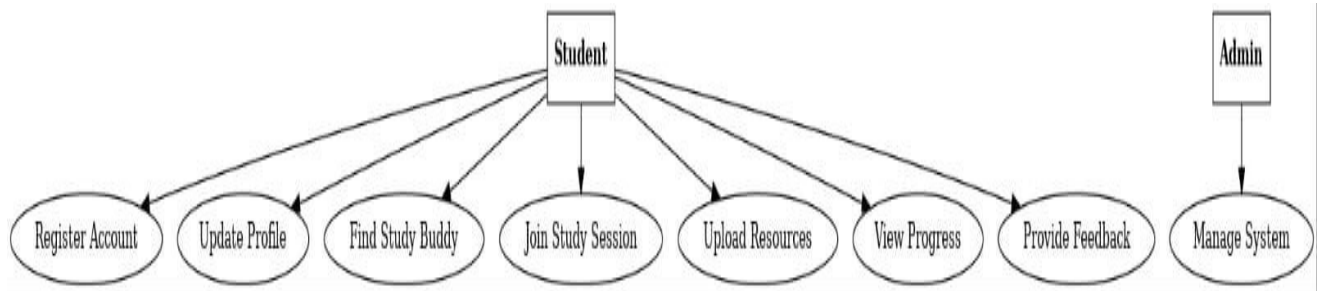 Student
Admin
Register Account
Update Profile
Find Study Buddy
Join Study Session
Upload Resources
View Progress
Provide Feedback
Manage System